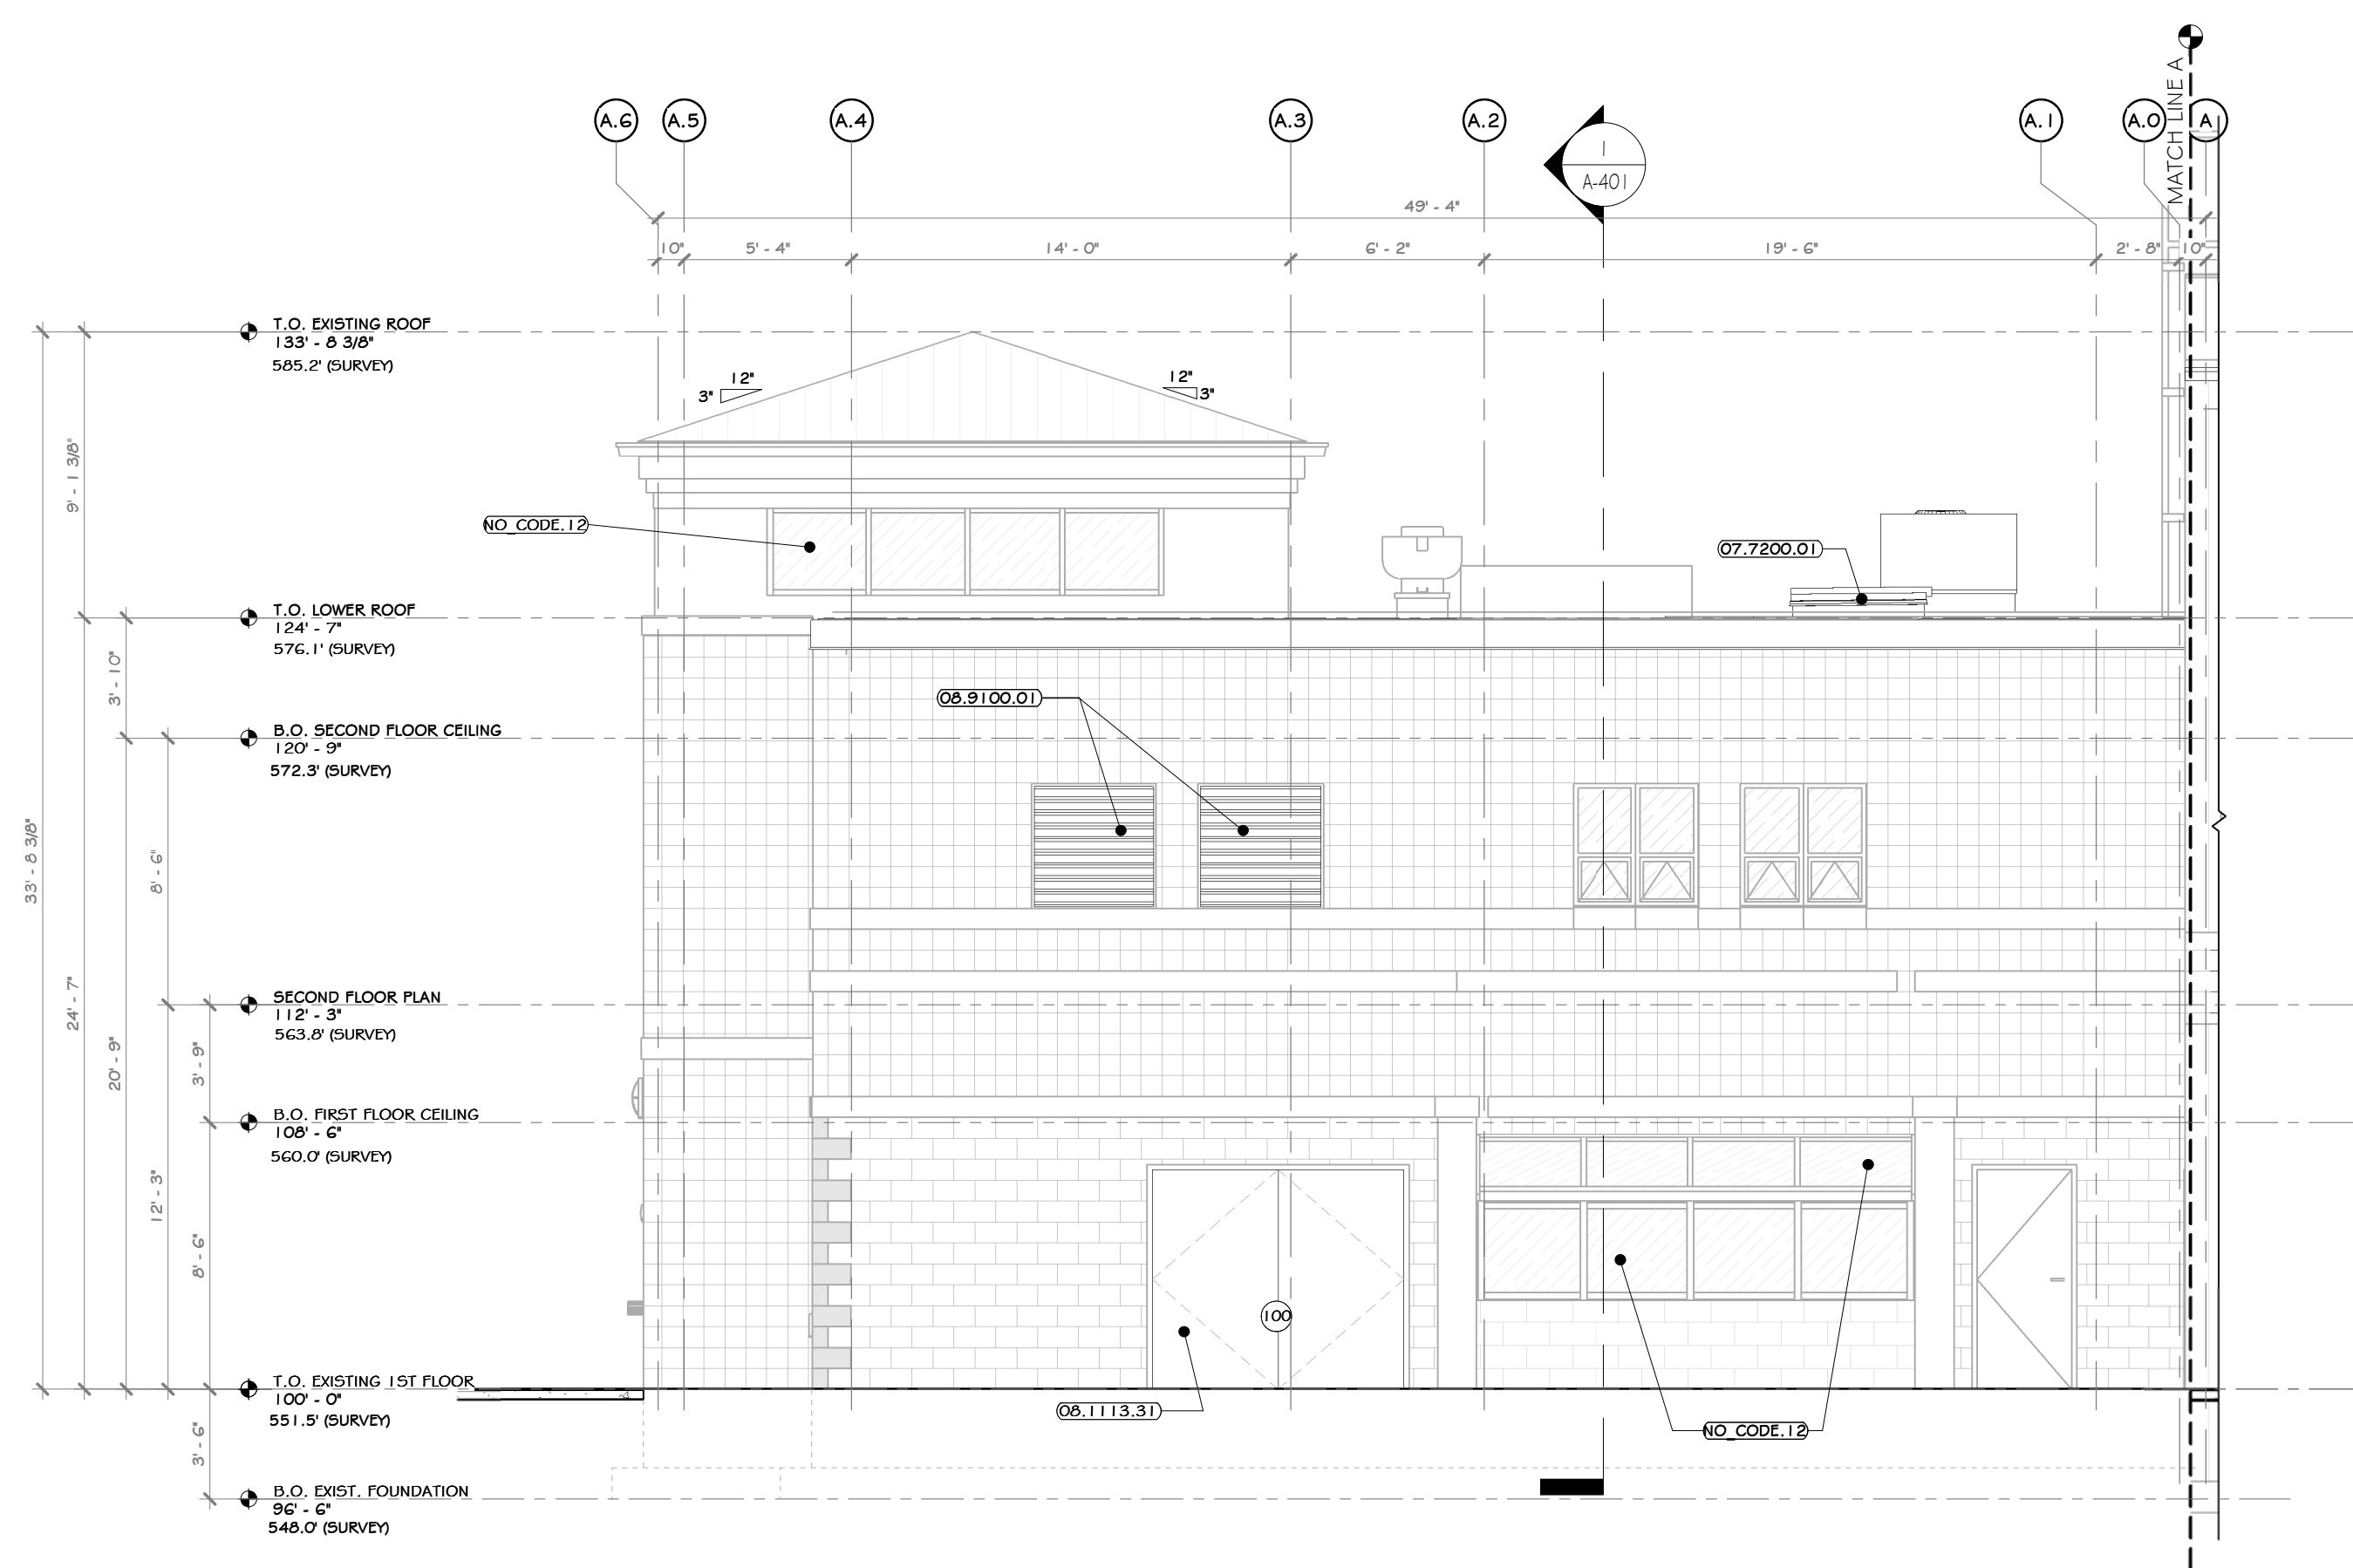 MATCH LINE A
A.6 A.5 A.4 A.3 A.2 A.1 A.0 A
1
A-401
49' - 4"
10" 5' - 4" 14' - 0" 6' - 2" 19' - 6" 2' - 8" 10"
T.O. EXISTING ROOF
133' - 8 3/8"
585.2' (SURVEY)
12"
3"
12"
3"
9' - 1 3/8"
NO_CODE.12
07.7200.01
T.O. LOWER ROOF
124' - 7"
576.1' (SURVEY)
3' - 10"
08.9100.01
B.O. SECOND FLOOR CEILING
120' - 9"
572.3' (SURVEY)
33' - 8 3/8"
8' - 6"
SECOND FLOOR PLAN
112' - 3"
563.8' (SURVEY)
24' - 7"
20' - 9"
3' - 9"
B.O. FIRST FLOOR CEILING
108' - 6"
560.0' (SURVEY)
12' - 3"
8' - 6"
100
T.O. EXISTING 1ST FLOOR
100' - 0"
551.5' (SURVEY)
08.1113.31
NO_CODE.12
3' - 6"
B.O. EXIST. FOUNDATION
96' - 6"
548.0' (SURVEY)